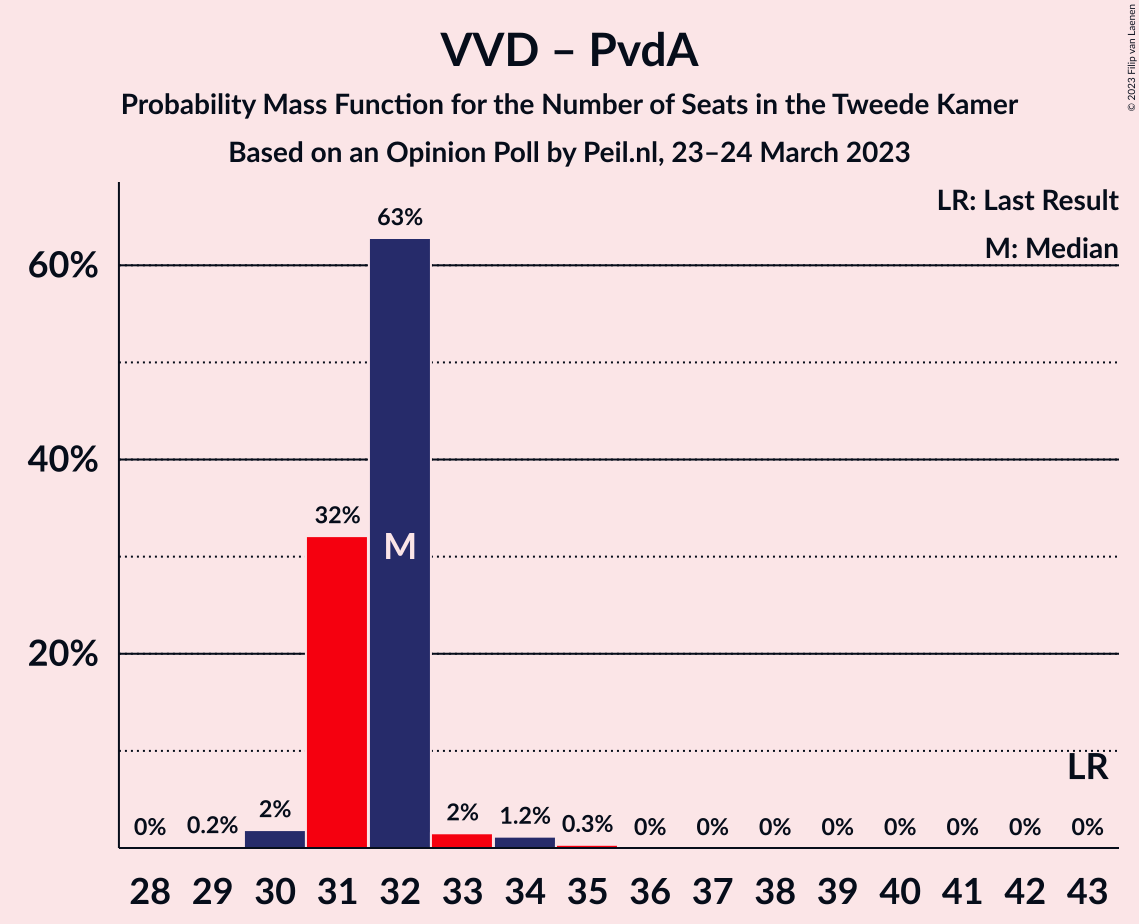 VVD – PvdA
Probability Mass Function for the Number of Seats in the Tweede Kamer
Based on an Opinion Poll by Peil.nl, 23–24 March 2023
© 2023 Filip van Laenen
LR: Last Result
M: Median
60%
40%
20%
0%
0.2%
2%
32%
63%
2%
1.2%
0.3%
0%
0%
0%
0%
0%
0%
0%
0%
M
LR
28 29 30 31 32 33 34 35 36 37 38 39 40 41 42 43